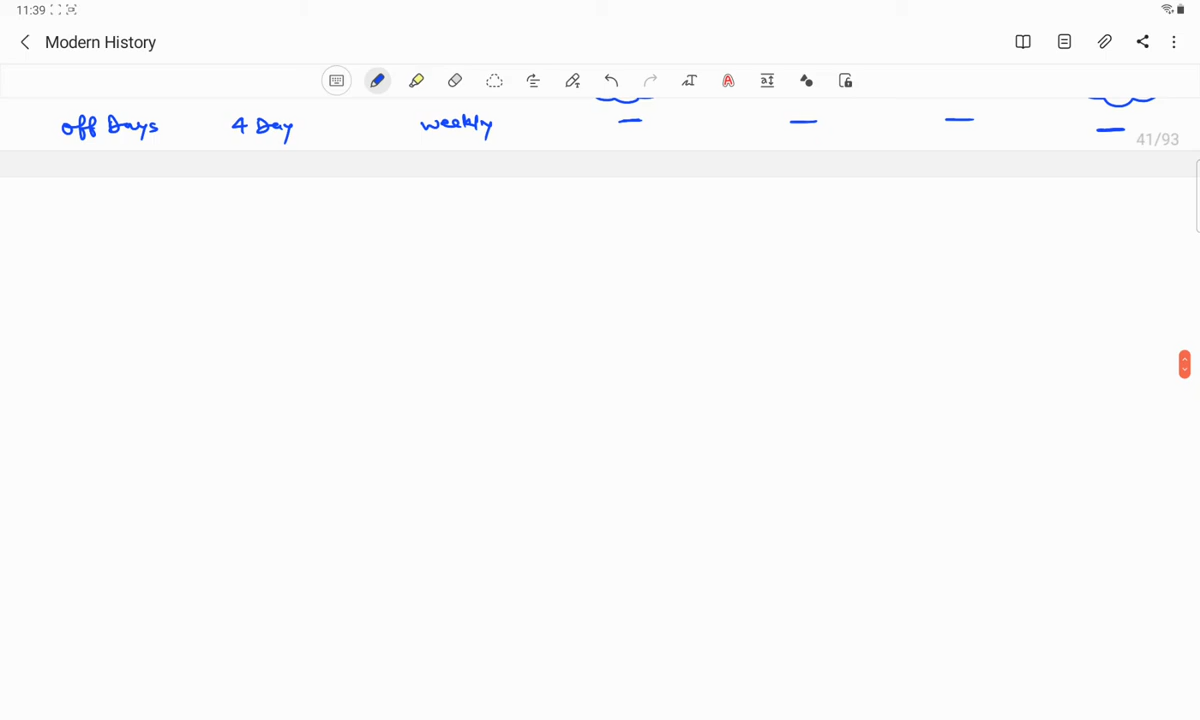 11:39
Modern History
off Days 4 Day weekly — — — —
41/93